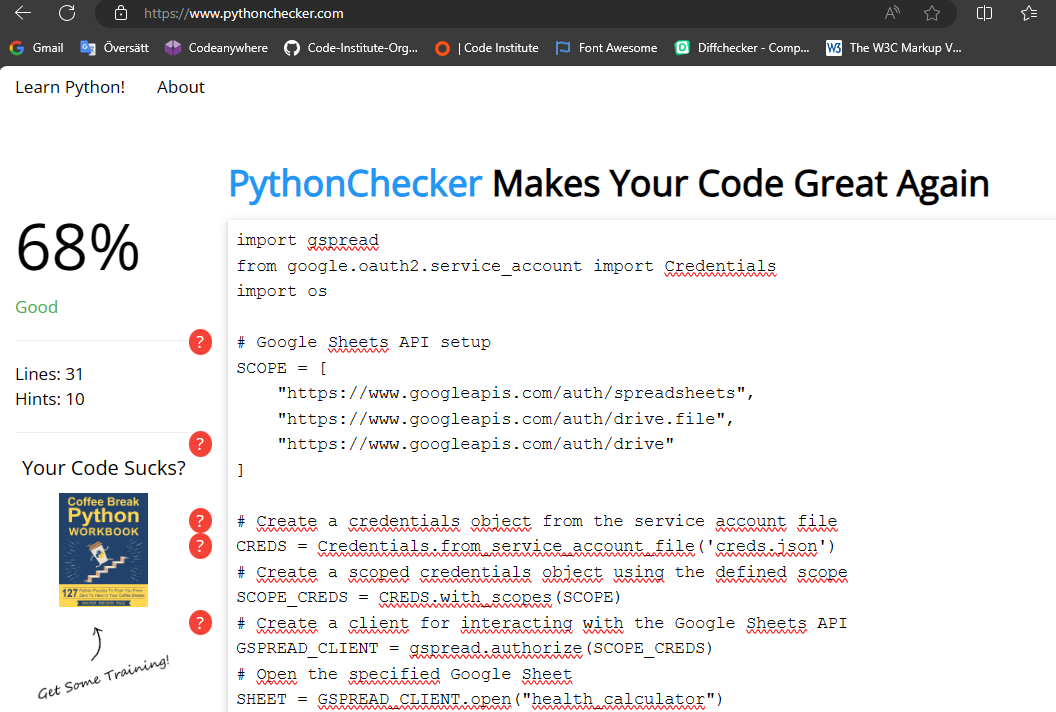 https://www.pythonchecker.com
Gmail Översätt Codeanywhere Code-Institute-Org... | Code Institute Font Awesome Diffchecker - Comp... The W3C Markup V...
Learn Python! About
PythonChecker Makes Your Code Great Again
68%
Good
Lines: 31
Hints: 10
Your Code Sucks?
Coffee Break
Python
WORKBOOK
127
Get Some Training!
import gspread
from google.oauth2.service_account import Credentials
import os
? # Google Sheets API setup
SCOPE = [
"https://www.googleapis.com/auth/spreadsheets",
"https://www.googleapis.com/auth/drive.file",
? "https://www.googleapis.com/auth/drive"
]
? # Create a credentials object from the service account file
? CREDS = Credentials.from_service_account_file('creds.json')
# Create a scoped credentials object using the defined scope
SCOPE_CREDS = CREDS.with_scopes(SCOPE)
? # Create a client for interacting with the Google Sheets API
GSPREAD_CLIENT = gspread.authorize(SCOPE_CREDS)
# Open the specified Google Sheet
SHEET = GSPREAD_CLIENT.open("health_calculator")